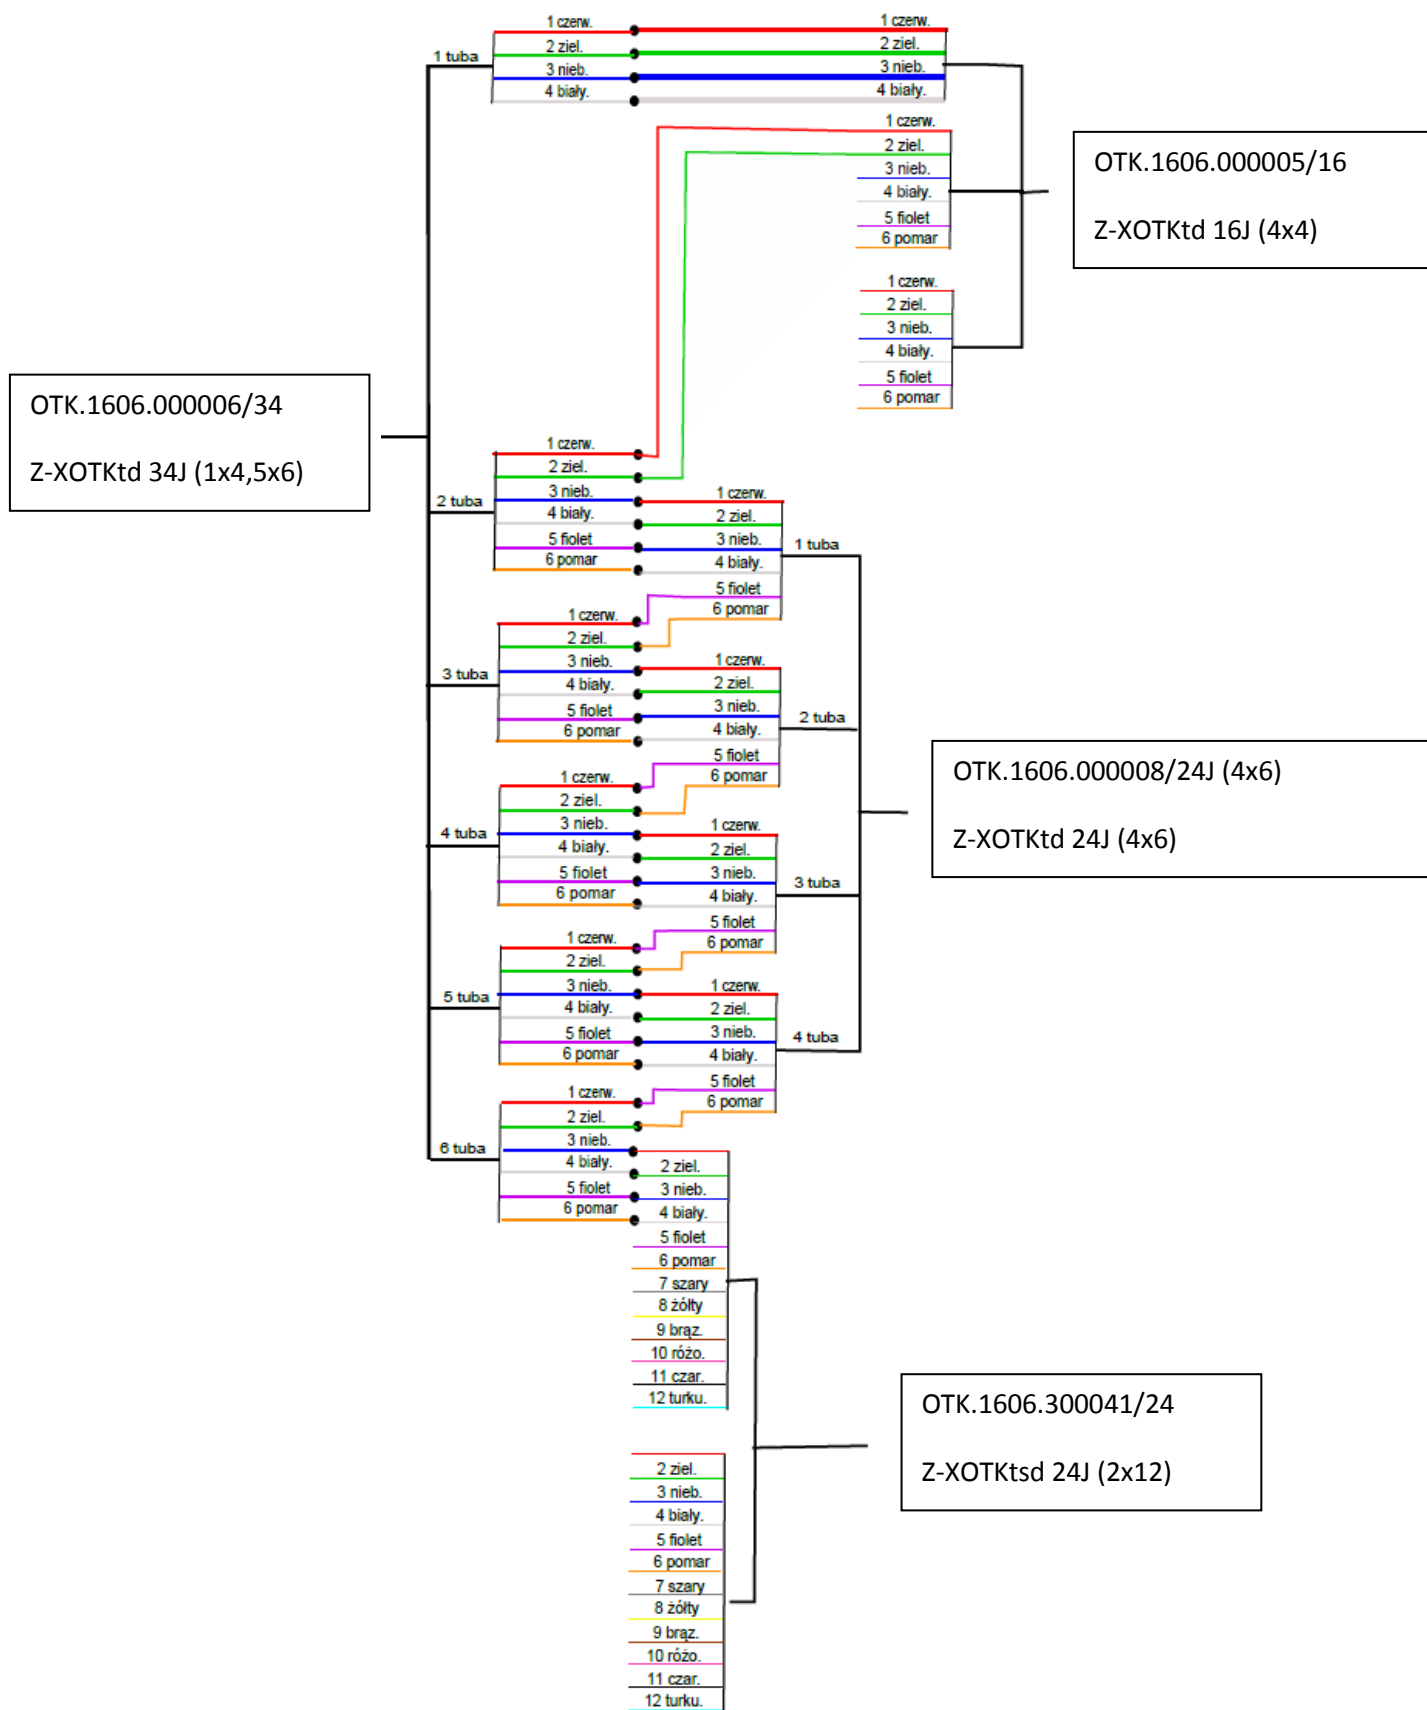 1 czerw.
2 ziel.
3 nieb.
4 biały.
1 tuba
1 czerw.
2 ziel.
3 nieb.
4 biały.
1 czerw.
2 ziel.
3 nieb.
4 biały.
5 fiolet
6 pomar
1 czerw.
2 ziel.
3 nieb.
4 biały.
5 fiolet
6 pomar
OTK.1606.000005/16
Z-XOTKtd 16J (4x4)
OTK.1606.000006/34
Z-XOTKtd 34J (1x4,5x6)
2 tuba
1 czerw.
2 ziel.
3 nieb.
4 biały.
5 fiolet
6 pomar
1 czerw.
2 ziel.
3 nieb.
4 biały.
5 fiolet
6 pomar
1 tuba
3 tuba
1 czerw.
2 ziel.
3 nieb.
4 biały.
5 fiolet
6 pomar
1 czerw.
2 ziel.
3 nieb.
4 biały.
5 fiolet
6 pomar
2 tuba
4 tuba
1 czerw.
2 ziel.
3 nieb.
4 biały.
5 fiolet
6 pomar
1 czerw.
2 ziel.
3 nieb.
4 biały.
5 fiolet
6 pomar
3 tuba
OTK.1606.000008/24J (4x6)
Z-XOTKtd 24J (4x6)
5 tuba
1 czerw.
2 ziel.
3 nieb.
4 biały.
5 fiolet
6 pomar
1 czerw.
2 ziel.
3 nieb.
4 biały.
5 fiolet
6 pomar
4 tuba
6 tuba
1 czerw.
2 ziel.
3 nieb.
4 biały.
5 fiolet
6 pomar
2 ziel.
3 nieb.
4 biały.
5 fiolet
6 pomar
7 szary
8 żółty
9 brąz.
10 różo.
11 czar.
12 turku.
2 ziel.
3 nieb.
4 biały.
5 fiolet
6 pomar
7 szary
8 żółty
9 brąz.
10 różo.
11 czar.
12 turku.
OTK.1606.300041/24
Z-XOTKtsd 24J (2x12)